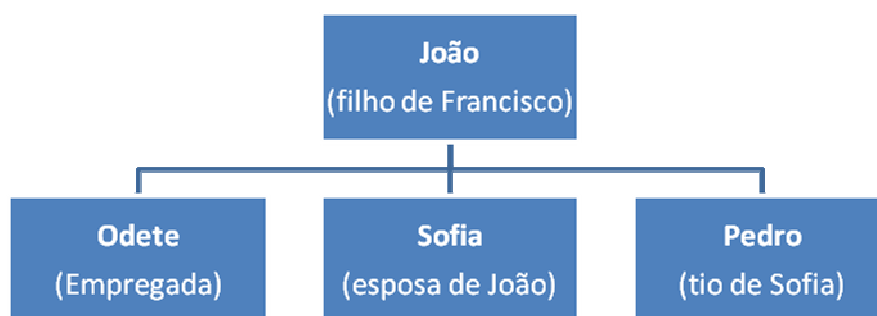 João
(filho de Francisco)
Odete
(Empregada)
Sofia
(esposa de João)
Pedro
(tio de Sofia)